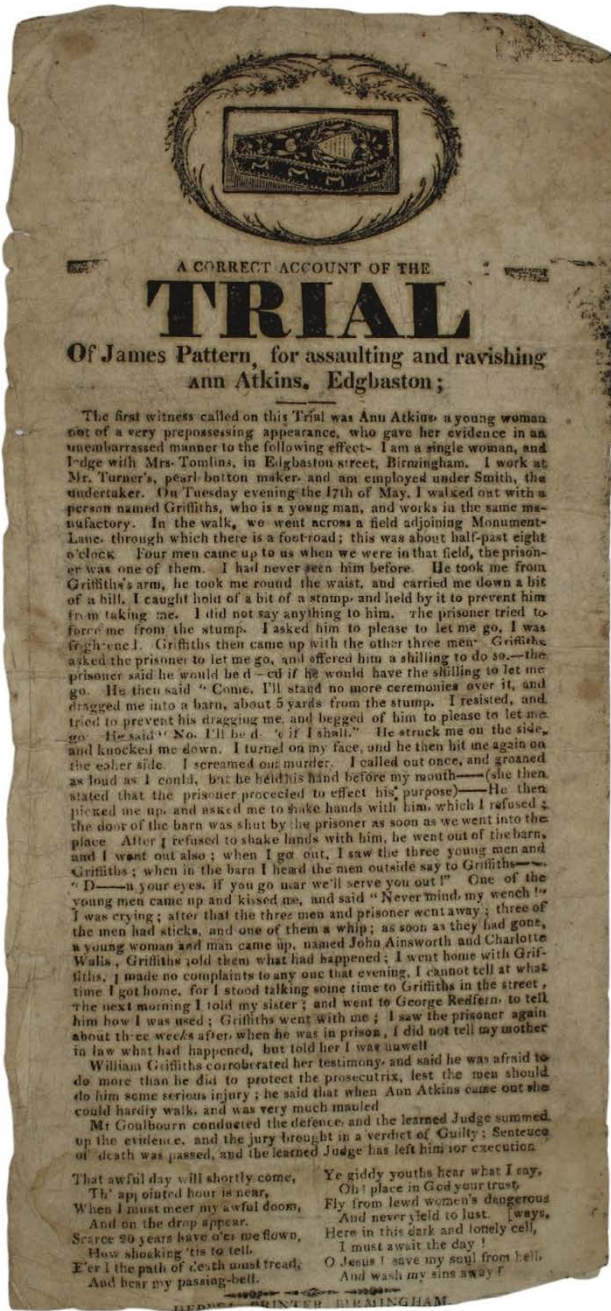 A CORRECT ACCOUNT OF THE
TRIAL
Of James Pattern, for assaulting and ravishing
Ann Atkins. Edgbaston;
The first witness called on this Trial was Ann Atkins, a young woman
not of a very prepossessing appearance, who gave her evidence in an
unembarrassed manner to the following effect- I am a single woman, and
lodge with Mrs. Tomlins, in Edgbaston street, Birmingham. I work at
Mr. Turner's, pearl button maker, and am employed under Smith, the
undertaker. On Tuesday evening the 17th of May, I walked out with a
person named Griffiths, who is a young man, and works in the same ma-
nufactory. In the walk, we went across a field adjoining Monument-
Lane, through which there is a foot-road; this was about half-past eight
o'clock Four men came up to us when we were in that field, the prison-
er was one of them. I had never seen him before. He took me from
Griffiths's arm, he took me round the waist, and carried me down a bit
of a hill. I caught hold of a bit of a stump, and held by it to prevent him
from taking me. I did not say anything to him. The prisoner tried to
force me from the stump. I asked him to please to let me go, I was
frightened. Griffiths then came up with the other three men. Griffiths
asked the prisoner to let me go, and offered him a shilling to do so.—the
prisoner said he would be d—ed if he would have the shilling to let me
go. He then said " Come, I'll stand no more ceremonies over it, and
dragged me into a barn, about 5 yards from the stump. I resisted, and
tried to prevent his dragging me, and begged of him to please to let me
go He said " No, I'll be d—'d if I shall." He struck me on the side,
and knocked me down. I turned on my face, and he then hit me again on
the other side. I screamed out murder. I called out once, and groaned
as loud as I could, but he held his hand before my mouth——(she then
stated that the prisoner proceeded to effect his purpose)——He then
picked me up, and asked me to shake hands with him, which I refused;
the door of the barn was shut by the prisoner as soon as we went into the
place After I refused to shake hands with him, he went out of the barn,
and I went out also; when I got out, I saw the three young men and
Griffiths; when in the barn I heard the men outside say to Griffiths——
" D——n your eyes, if you go near we'll serve you out!" One of the
young men came up and kissed me, and said " Never mind, my wench!"
I was crying; after that the three men and prisoner went away; three of
the men had sticks, and one of them a whip; as soon as they had gone,
a young woman and man came up, named John Ainsworth and Charlotte
Walls, Griffiths told them what had happened; I went home with Grif-
fiths, I made no complaints to any one that evening, I cannot tell at what
time I got home, for I stood talking some time to Griffiths in the street,
The next morning I told my sister; and went to George Redfern, to tell
him how I was used; Griffiths went with me; I saw the prisoner again
about three weeks after, when he was in prison, I did not tell my mother
in law what had happened, but told her I was unwell
William Griffiths corroberated her testimony, and said he was afraid to
do more than he did to protect the prosecutrix, lest the men should
do him some serious injury; he said that when Ann Atkins came out she
could hardly walk, and was very much mauled
Mr Goulbourn conducted the defence, and the learned Judge summed
up the evidence, and the jury brought in a verdict of Guilty; Sentence
of death was passed, and the learned Judge has left him for execution
That awful day will shortly come,
Th' appointed hour is near,
When I must meet my awful doom,
And on the drop appear.
Scarce 20 years have o'er me flown,
How shocking 'tis to tell,
E'er I the path of death must tread,
And hear my passing-bell.
Ye giddy youths hear what I say,
Oh! place in God your trust,
Fly from lewd women's dangerous
And never yield to lust. [ways,
Here in this dark and lonely cell,
I must await the day!
O Jesus! save my soul from hell,
And wash my sins away!
PRINTER, BIRMINGHAM